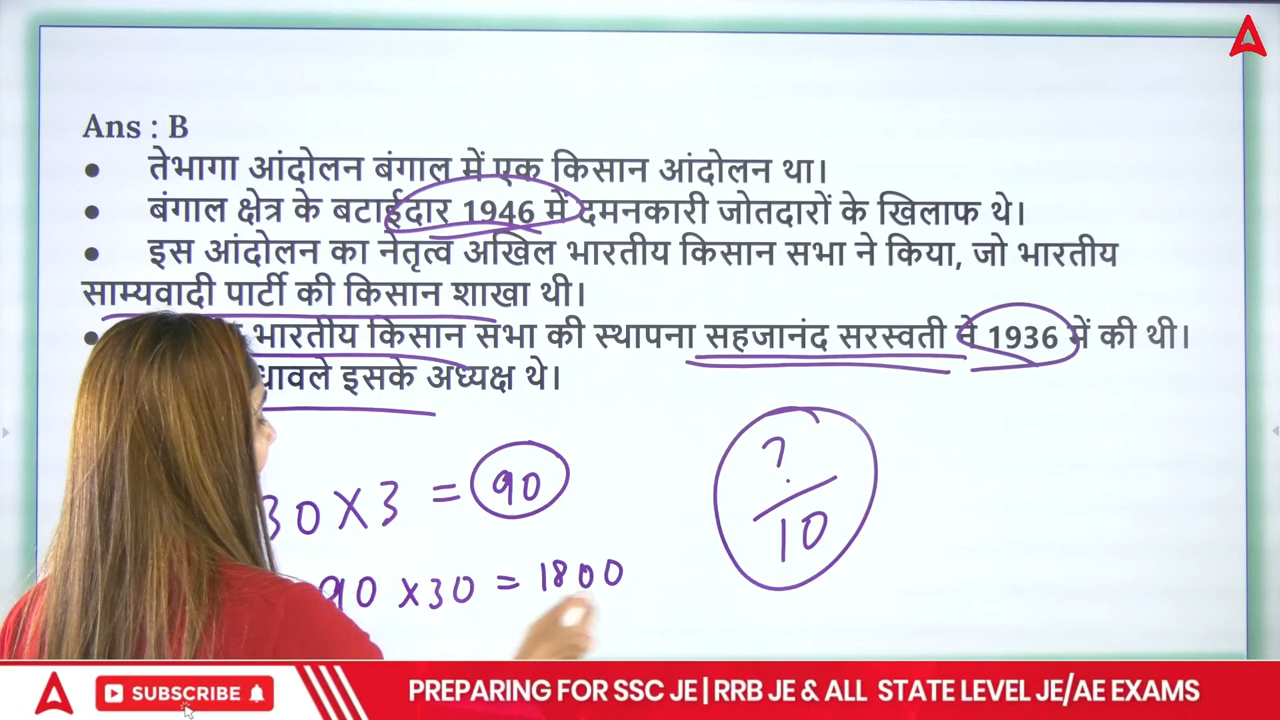 Ans : B
• तेभागा आंदोलन बंगाल में एक किसान आंदोलन था।
• बंगाल क्षेत्र के बटाईदार 1946 में दमनकारी जोतदारों के खिलाफ थे।
• इस आंदोलन का नेतृत्व अखिल भारतीय किसान सभा ने किया, जो भारतीय
साम्यवादी पार्टी की किसान शाखा थी।
• भारतीय किसान सभा की स्थापना सहजानंद सरस्वती ने 1936 में की थी।
धावले इसके अध्यक्ष थे।
30 X 3 = 90
?
10
90 x 30 = 1800
SUBSCRIBE
PREPARING FOR SSC JE | RRB JE & ALL STATE LEVEL JE/AE EXAMS